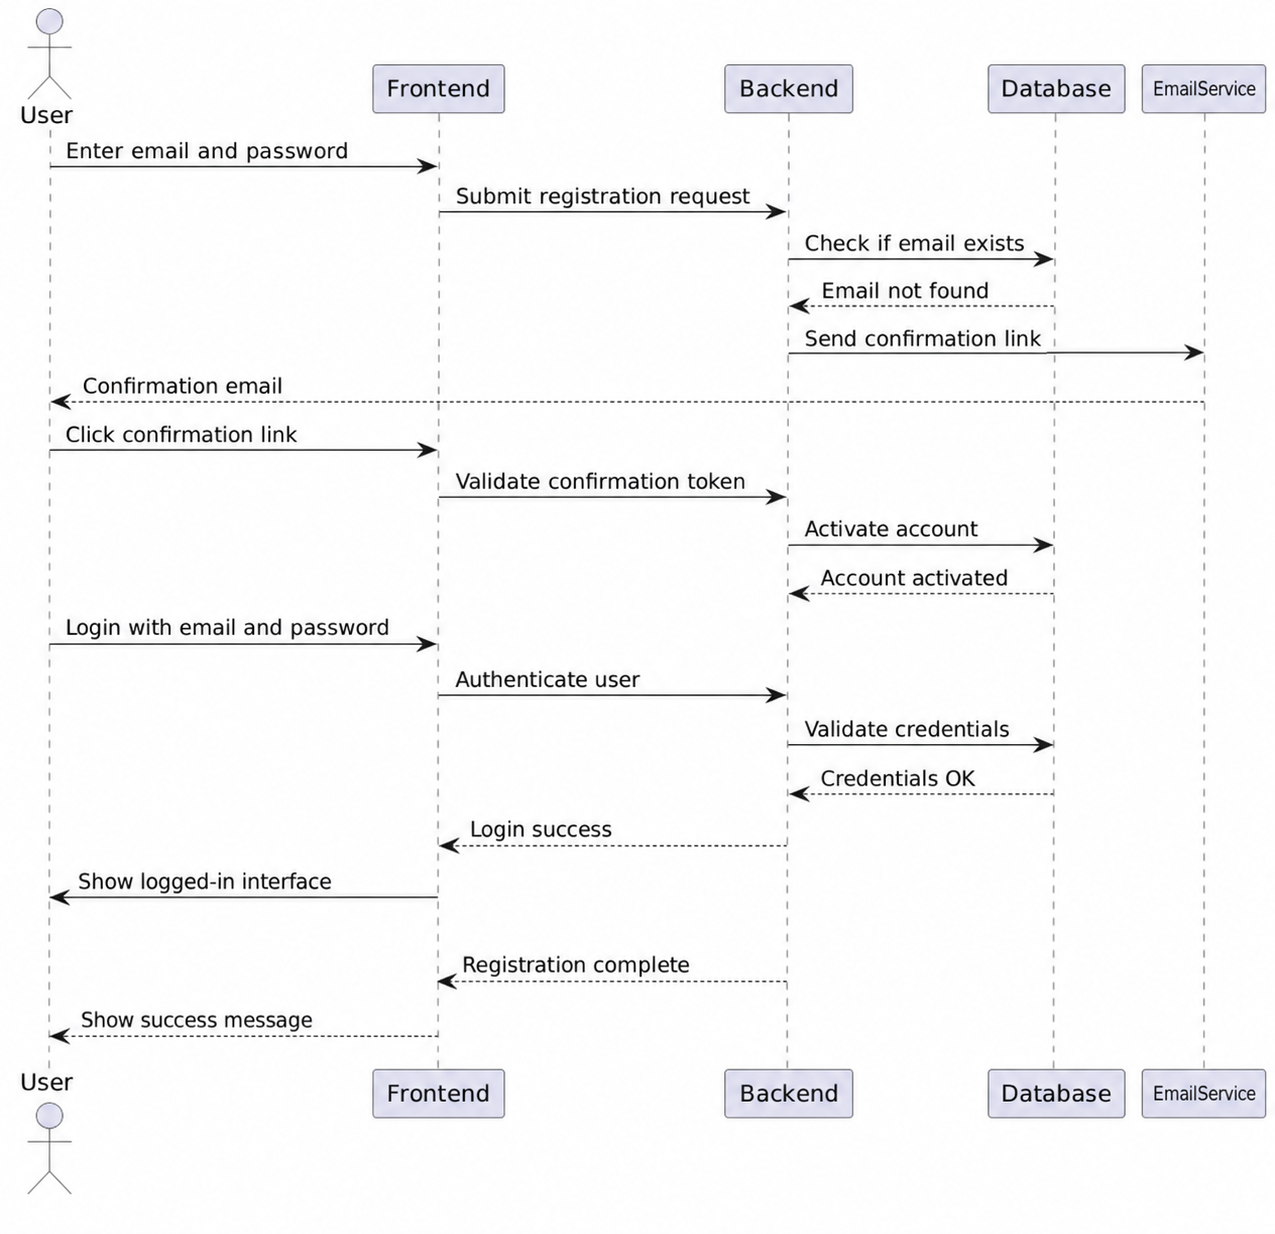 User
Frontend
Backend
Database
EmailService
Enter email and password
Submit registration request
Check if email exists
Email not found
Send confirmation link
Confirmation email
Click confirmation link
Validate confirmation token
Activate account
Account activated
Login with email and password
Authenticate user
Validate credentials
Credentials OK
Login success
Show logged-in interface
Registration complete
Show success message
User
Frontend
Backend
Database
EmailService